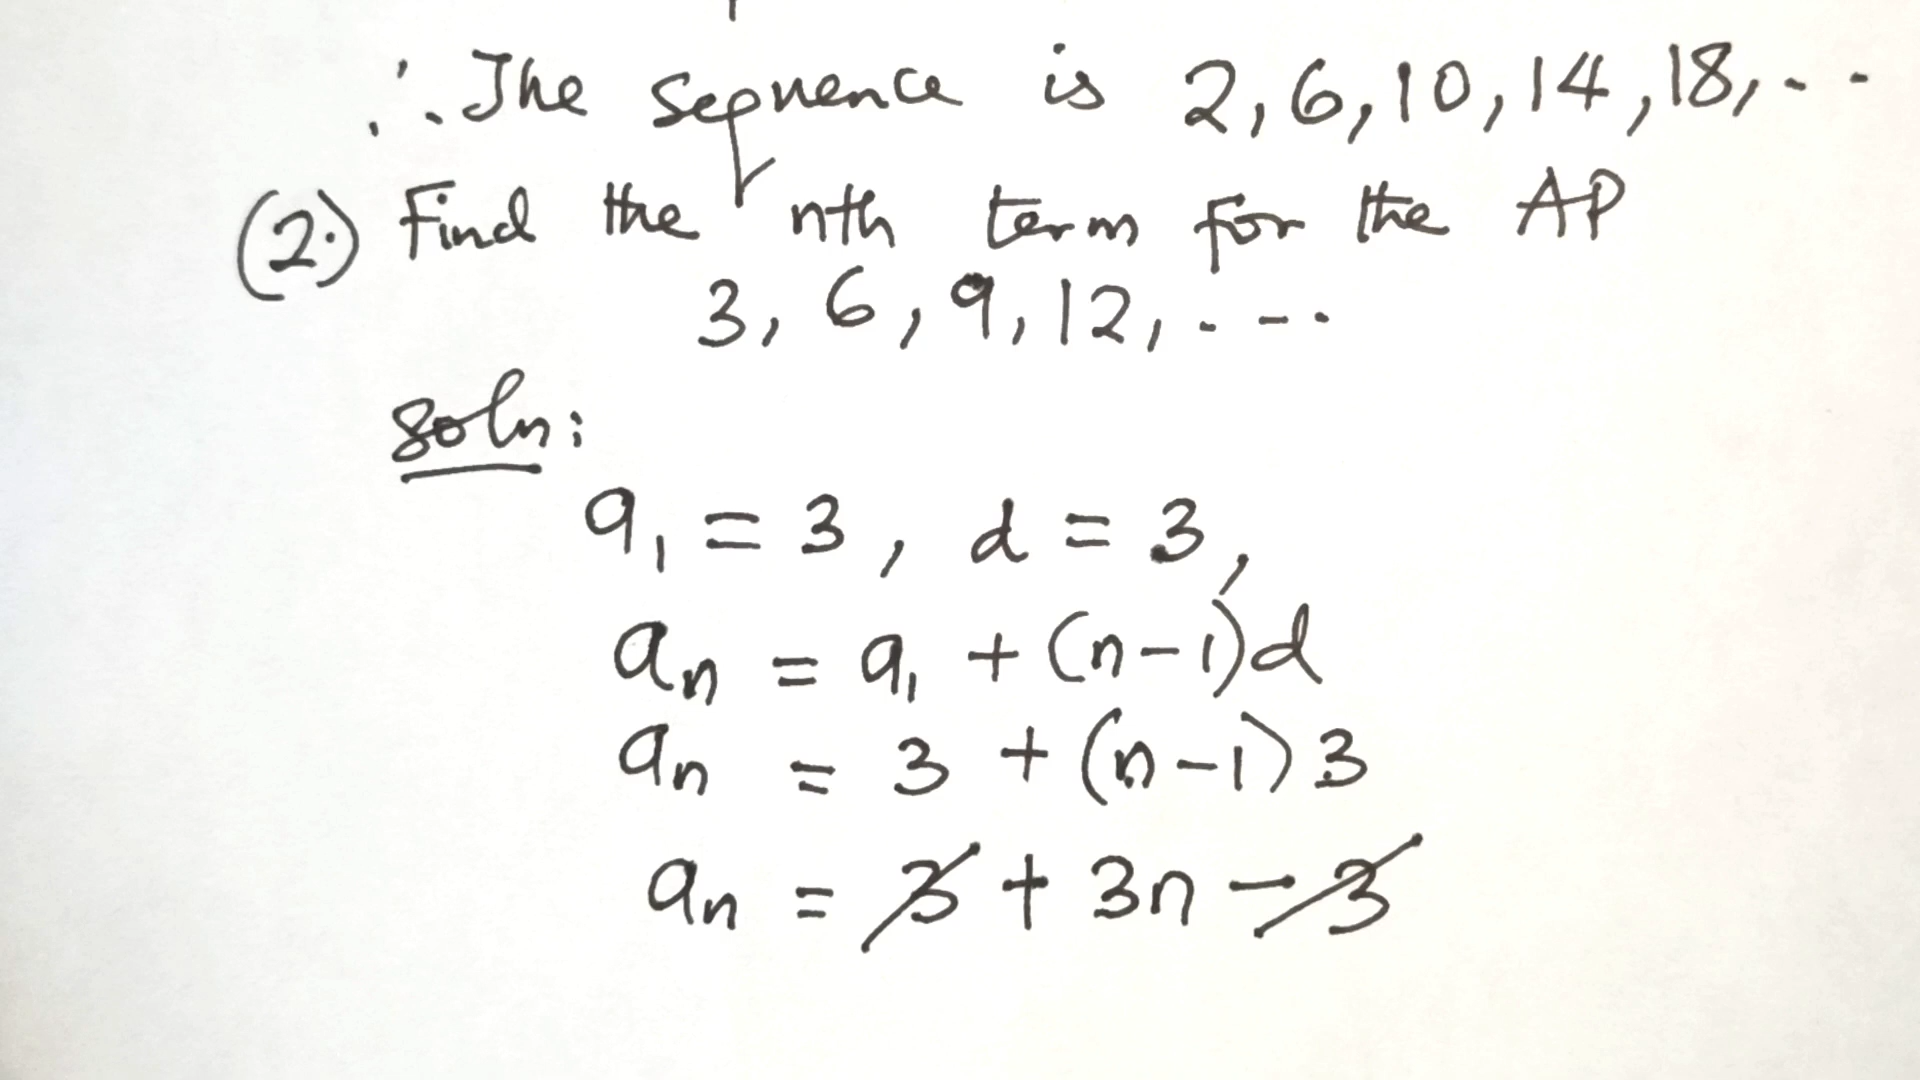 ∴ The sequence is 2, 6, 10, 14, 18, . . .
(2.) Find the nth term for the AP
3, 6, 9, 12, . . . .
soln:
a₁ = 3, d = 3,
aₙ = a₁ + (n-1)d
aₙ = 3 + (n-1)3
aₙ = 3 + 3n - 3